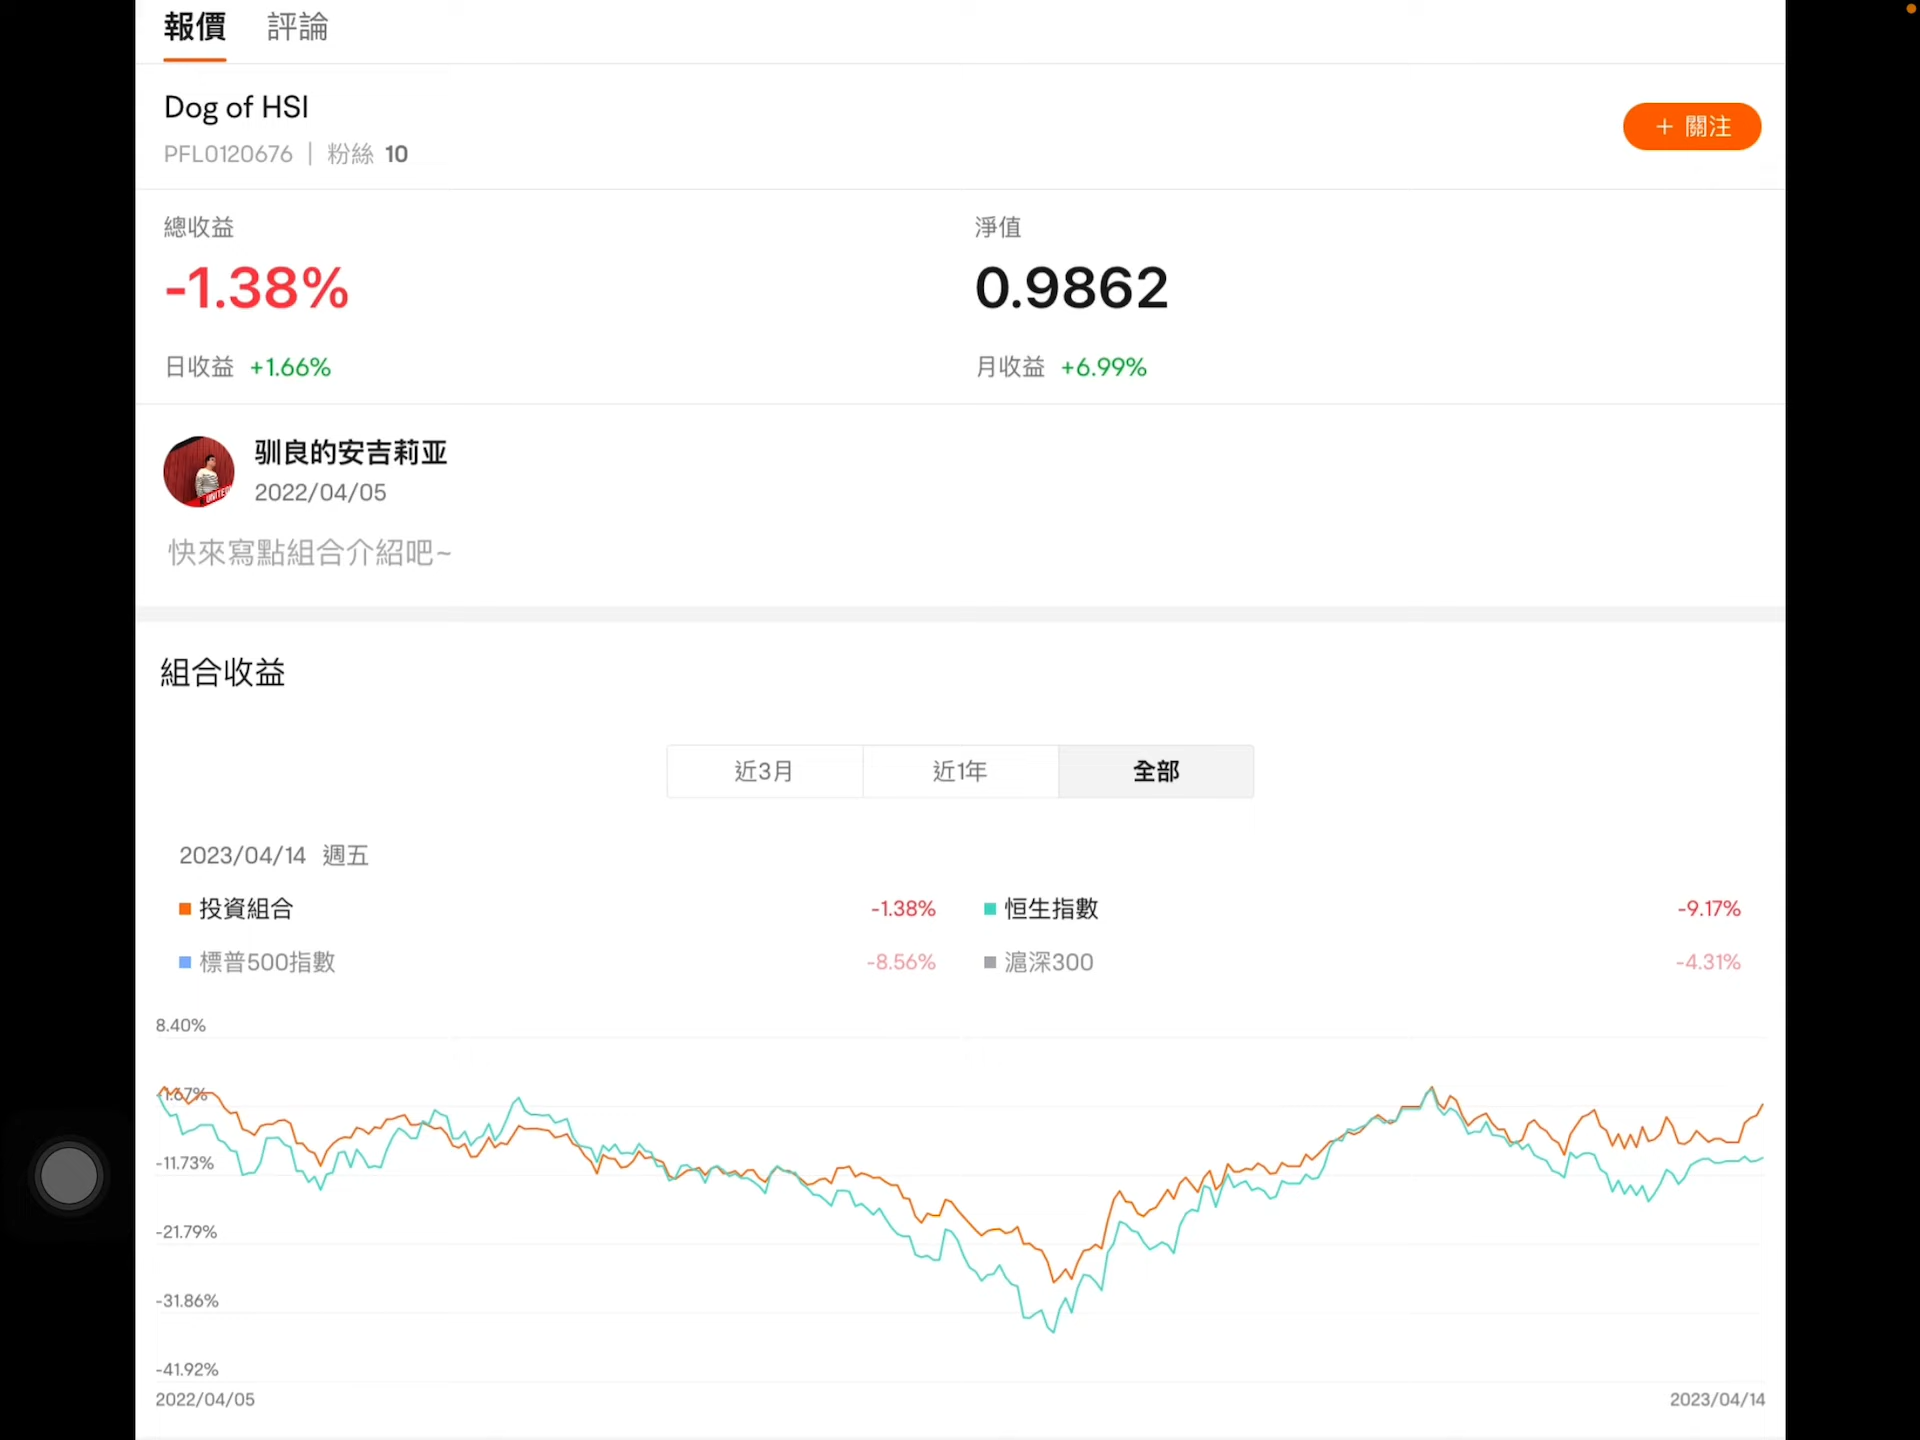 報價 評論
Dog of HSI
+ 關注
PFL0120676 | 粉絲 10
總收益 淨值
-1.38% 0.9862
日收益 +1.66% 月收益 +6.99%
驯良的安吉莉亚
2022/04/05
快來寫點組合介紹吧~
組合收益
近3月 近1年 全部
2023/04/14 週五
投資組合 -1.38% 恒生指數 -9.17%
標普500指數 -8.56% 滬深300 -4.31%
8.40%
-1.67%
-11.73%
-21.79%
-31.86%
-41.92%
2022/04/05 2023/04/14